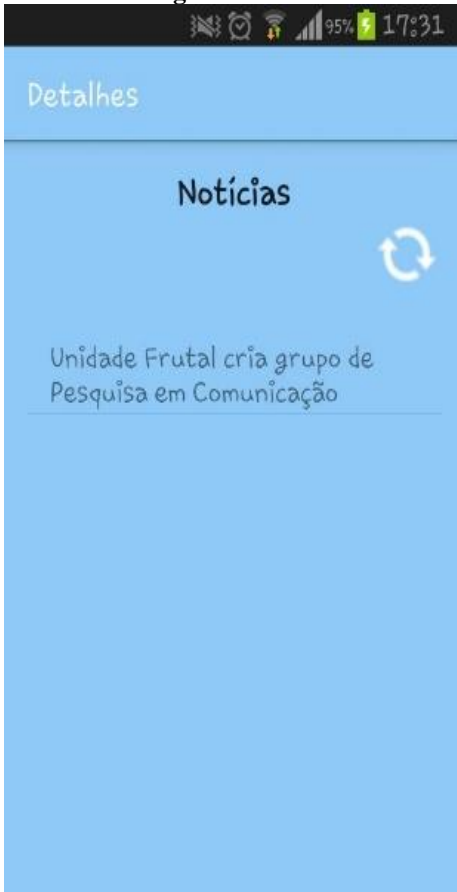 95% 17:31
Detalhes
Notícias
Unidade Frutal cria grupo de
Pesquisa em Comunicação